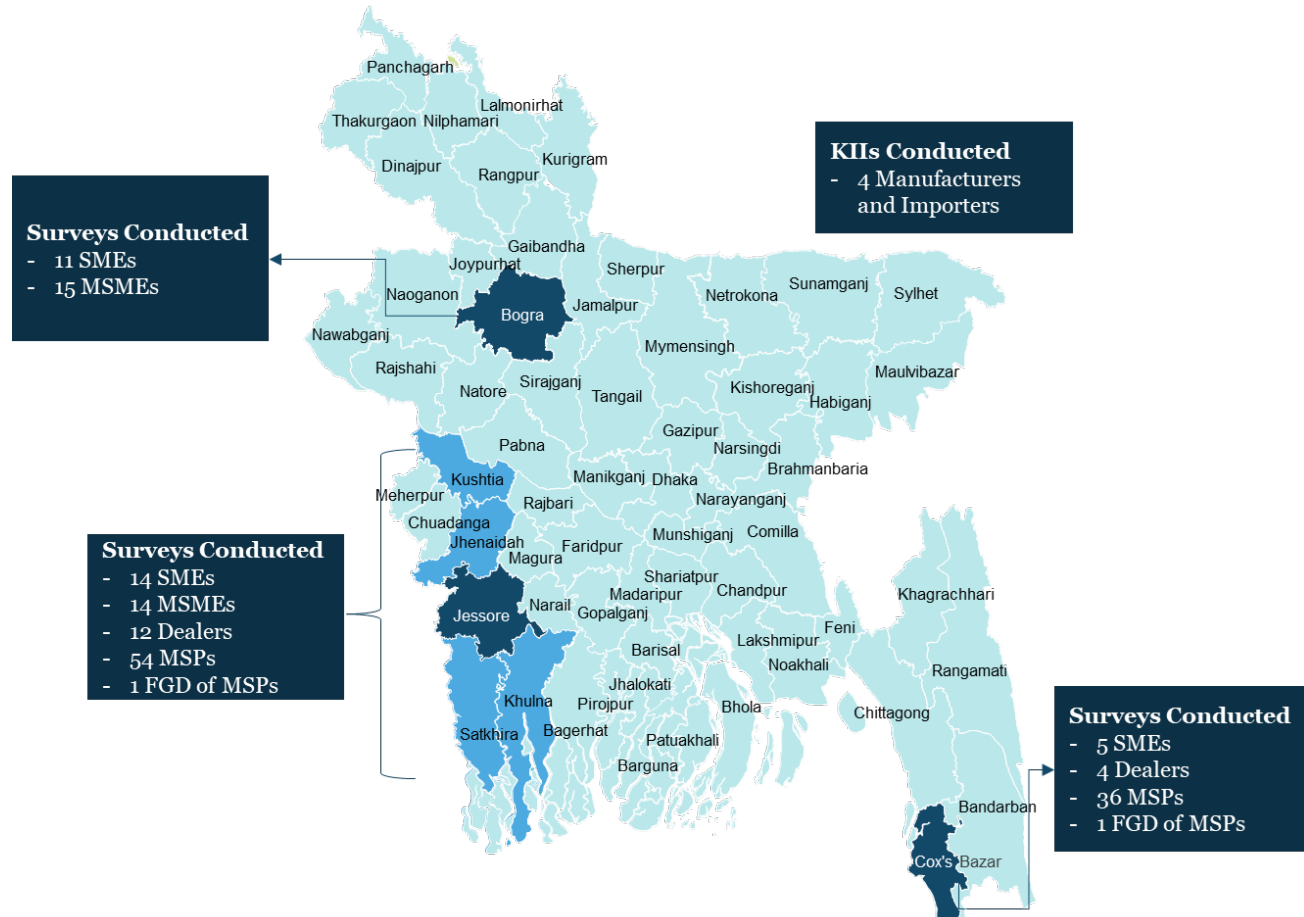 Panchagarh
Lalmonirhat
Thakurgaon
Nilphamari
Dinajpur
Rangpur
Kurigram
KIIs Conducted
- 4 Manufacturers
and Importers
Surveys Conducted
- 11 SMEs
- 15 MSMEs
Gaibandha
Joypurhat
Sherpur
Naoganon
Jamalpur
Netrokona
Sunamganj
Sylhet
Bogra
Nawabganj
Mymensingh
Rajshahi
Maulvibazar
Sirajganj
Kishoreganj
Natore
Tangail
Habiganj
Gazipur
Pabna
Narsingdi
Brahmanbaria
Kushtia
Manikganj
Dhaka
Meherpur
Rajbari
Narayanganj
Chuadanga
Jhenaidah
Faridpur
Munshiganj
Comilla
Magura
Surveys Conducted
- 14 SMEs
- 14 MSMEs
- 12 Dealers
- 54 MSPs
- 1 FGD of MSPs
Shariatpur
Madaripur
Chandpur
Khagrachhari
Jessore
Narail
Gopalganj
Feni
Lakshmipur
Barisal
Noakhali
Rangamati
Jhalokati
Khulna
Pirojpur
Bhola
Chittagong
Satkhira
Bagerhat
Patuakhali
Barguna
Surveys Conducted
- 5 SMEs
- 4 Dealers
- 36 MSPs
- 1 FGD of MSPs
Bandarban
Cox's Bazar